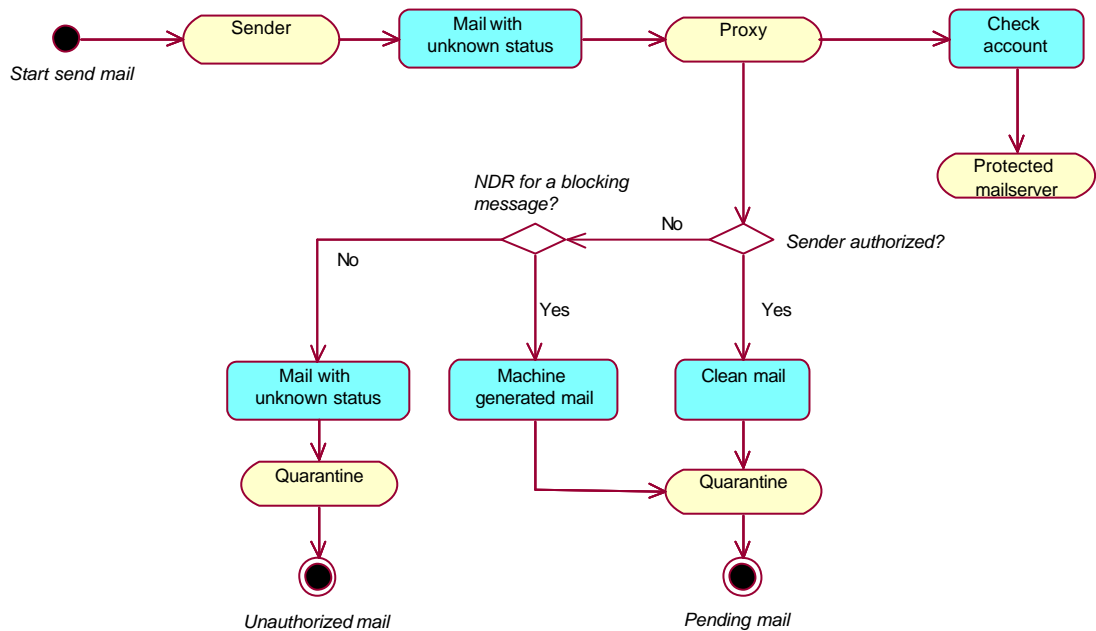 Sender
Mail with
unknown status
Proxy
Check
account
Start send mail
Protected
mailserver
NDR for a blocking
message?
No
Sender authorized?
No
Yes
Yes
Mail with
unknown status
Machine
generated mail
Clean mail
Quarantine
Quarantine
Unauthorized mail
Pending mail